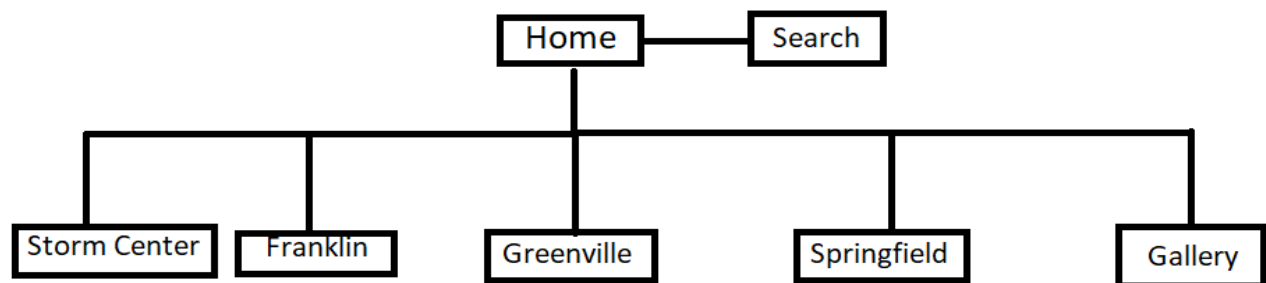 Home
Search
Storm Center
Franklin
Greenville
Springfield
Gallery